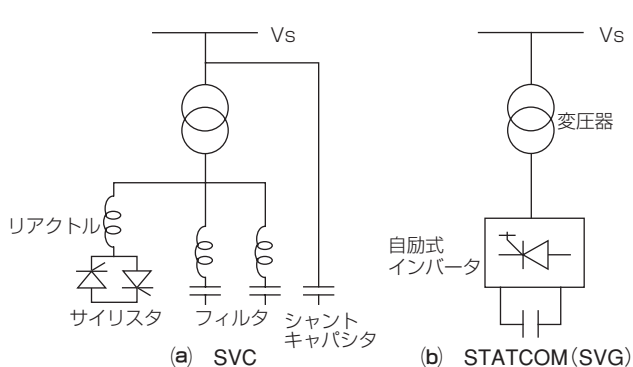 Vs
リアクトル
サイリスタ
フィルタ
シャント
キャパシタ
(a) SVC
Vs
変圧器
自励式
インバータ
(b) STATCOM(SVG)